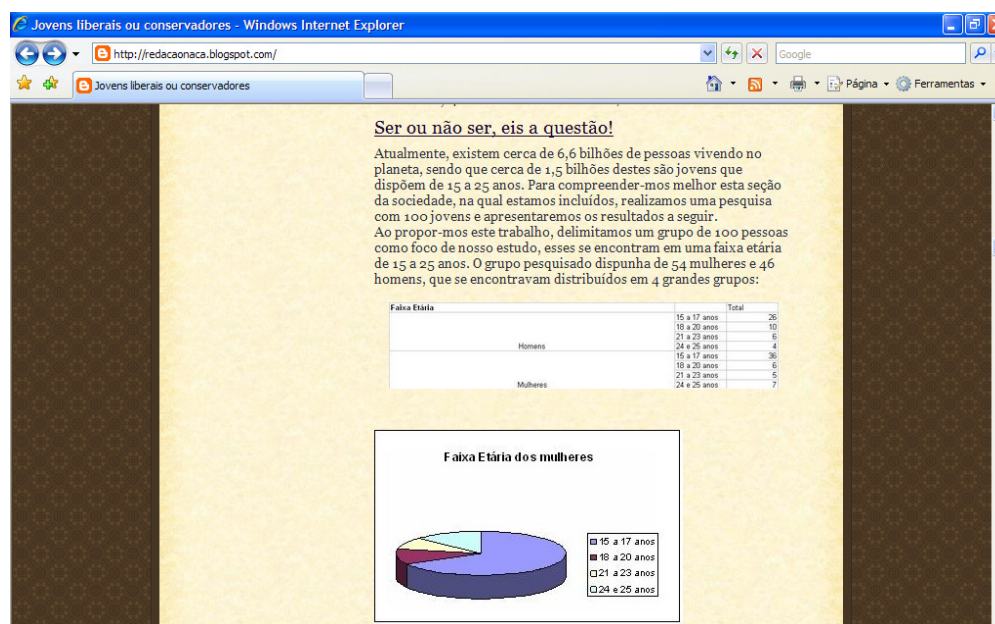 Jovens liberais ou conservadores - Windows Internet Explorer
http://redacaonaca.blogspot.com/
Google
Jovens liberais ou conservadores
Página
Ferramentas
Ser ou não ser, eis a questão!
Atualmente, existem cerca de 6,6 bilhões de pessoas vivendo no
planeta, sendo que cerca de 1,5 bilhões destes são jovens que
dispõem de 15 a 25 anos. Para compreender-mos melhor esta seção
da sociedade, na qual estamos incluídos, realizamos uma pesquisa
com 100 jovens e apresentaremos os resultados a seguir.
Ao propor-mos este trabalho, delimitamos um grupo de 100 pessoas
como foco de nosso estudo, esses se encontram em uma faixa etária
de 15 a 25 anos. O grupo pesquisado dispunha de 54 mulheres e 46
homens, que se encontravam distribuídos em 4 grandes grupos:
Faixa Etária Total
15 a 17 anos 26
18 a 20 anos 10
21 a 23 anos 6
Homens 24 e 25 anos 4
15 a 17 anos 36
18 a 20 anos 6
21 a 23 anos 5
Mulheres 24 e 25 anos 7
Faixa Etária dos mulheres
15 a 17 anos
18 a 20 anos
21 a 23 anos
24 e 25 anos